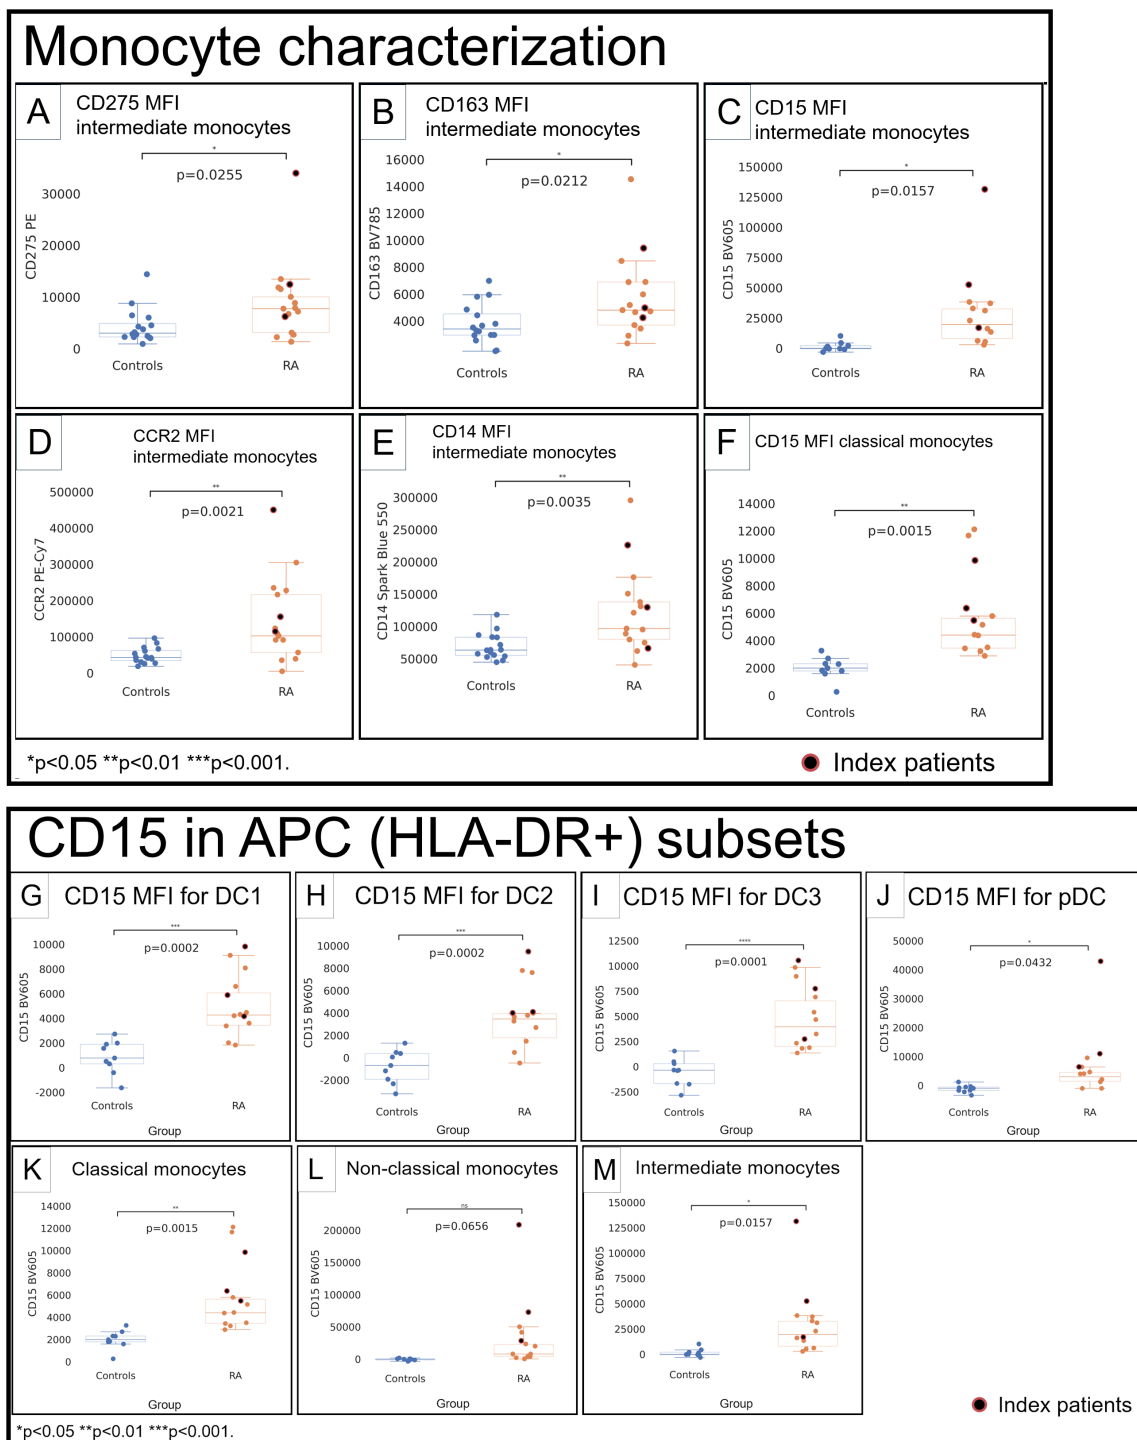 Monocyte characterization
A
CD275 MFI
intermediate monocytes
*
p=0.0255
CD275 PE
30000
20000
10000
0
Controls
RA
B
CD163 MFI
intermediate monocytes
*
p=0.0212
CD163 BV785
16000
14000
12000
10000
8000
6000
4000
Controls
RA
C
CD15 MFI
intermediate monocytes
*
p=0.0157
CD15 BV605
150000
125000
100000
75000
50000
25000
0
Controls
RA
D
CCR2 MFI
intermediate monocytes
**
p=0.0021
CCR2 PE-Cy7
500000
400000
300000
200000
100000
0
Controls
RA
E
CD14 MFI
intermediate monocytes
**
p=0.0035
CD14 Spark Blue 550
300000
250000
200000
150000
100000
50000
Controls
RA
F
CD15 MFI classical monocytes
**
p=0.0015
CD15 BV605
14000
12000
10000
8000
6000
4000
2000
0
Controls
RA
*p<0.05 **p<0.01 ***p<0.001.
Index patients
CD15 in APC (HLA-DR+) subsets
G
CD15 MFI for DC1
***
p=0.0002
CD15 BV605
10000
8000
6000
4000
2000
0
-2000
Controls
RA
Group
H
CD15 MFI for DC2
***
p=0.0002
CD15 BV605
10000
8000
6000
4000
2000
0
-2000
Controls
RA
Group
I
CD15 MFI for DC3
****
p=0.0001
CD15 BV605
12500
10000
7500
5000
2500
0
-2500
Controls
RA
Group
J
CD15 MFI for pDC
*
p=0.0432
CD15 BV605
50000
40000
30000
20000
10000
0
Controls
RA
Group
K
Classical monocytes
**
p=0.0015
CD15 BV605
14000
12000
10000
8000
6000
4000
2000
0
Controls
RA
Group
L
Non-classical monocytes
ns
p=0.0656
CD15 BV605
200000
150000
100000
50000
0
Controls
RA
Group
M
Intermediate monocytes
*
p=0.0157
CD15 BV605
150000
125000
100000
75000
50000
25000
0
Controls
RA
Group
Index patients
*p<0.05 **p<0.01 ***p<0.001.